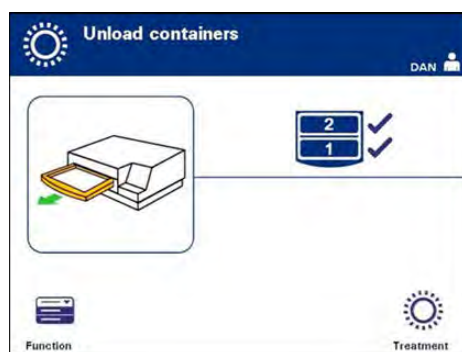 Unload containers
DAN
2
1
Function
Treatment